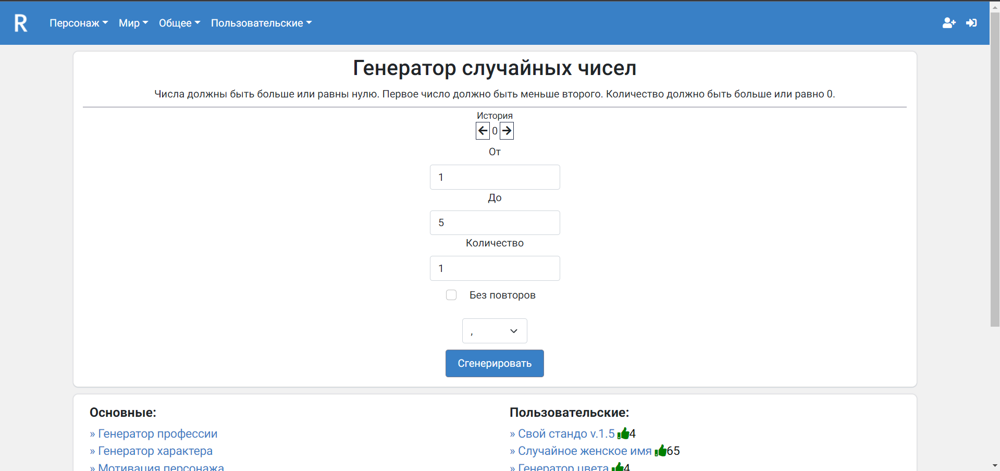 R Персонаж Мир Общее Пользовательские
Генератор случайных чисел
Числа должны быть больше или равны нулю. Первое число должно быть меньше второго. Количество должно быть больше или равно 0.
История
0
От
1
До
5
Количество
1
Без повторов
,
Сгенерировать
Основные:
» Генератор профессии
» Генератор характера
» Мотивация персонажа
Пользовательские:
» Свой стандо v.1.5 4
» Случайное женское имя 65
» Генератор цвета 4